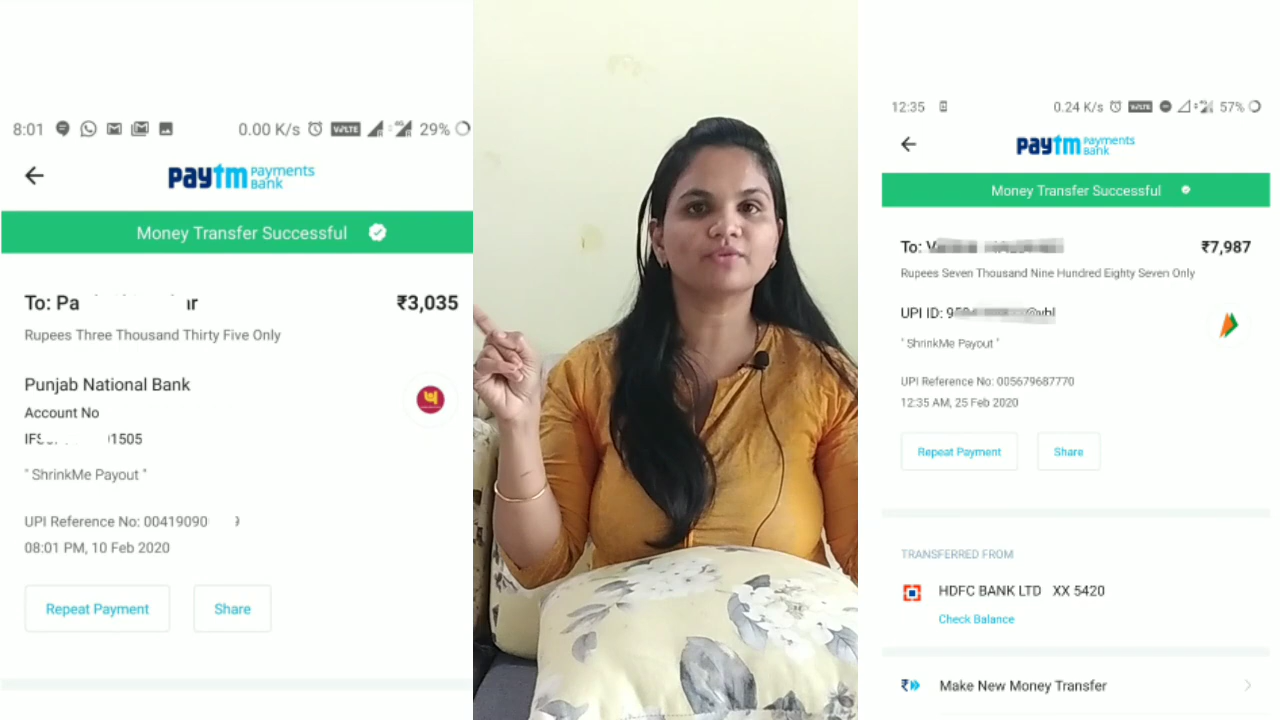 8:01
0.00 K/s
VoLTE
4G
29%
paytm Payments Bank
Money Transfer Successful
To: Pa ar
₹3,035
Rupees Three Thousand Thirty Five Only
Punjab National Bank
Account No
1505
" ShrinkMe Payout "
UPI Reference No: 00419090
08:01 PM, 10 Feb 2020
Repeat Payment
Share
12:35
0.24 K/s
VoLTE
57%
paytm Payments Bank
Money Transfer Successful
To:
₹7,987
Rupees Seven Thousand Nine Hundred Eighty Seven Only
UPI ID:
" ShrinkMe Payout "
UPI Reference No: 005679687770
12:35 AM, 25 Feb 2020
Repeat Payment
Share
TRANSFERRED FROM
HDFC BANK LTD XX 5420
Check Balance
Make New Money Transfer